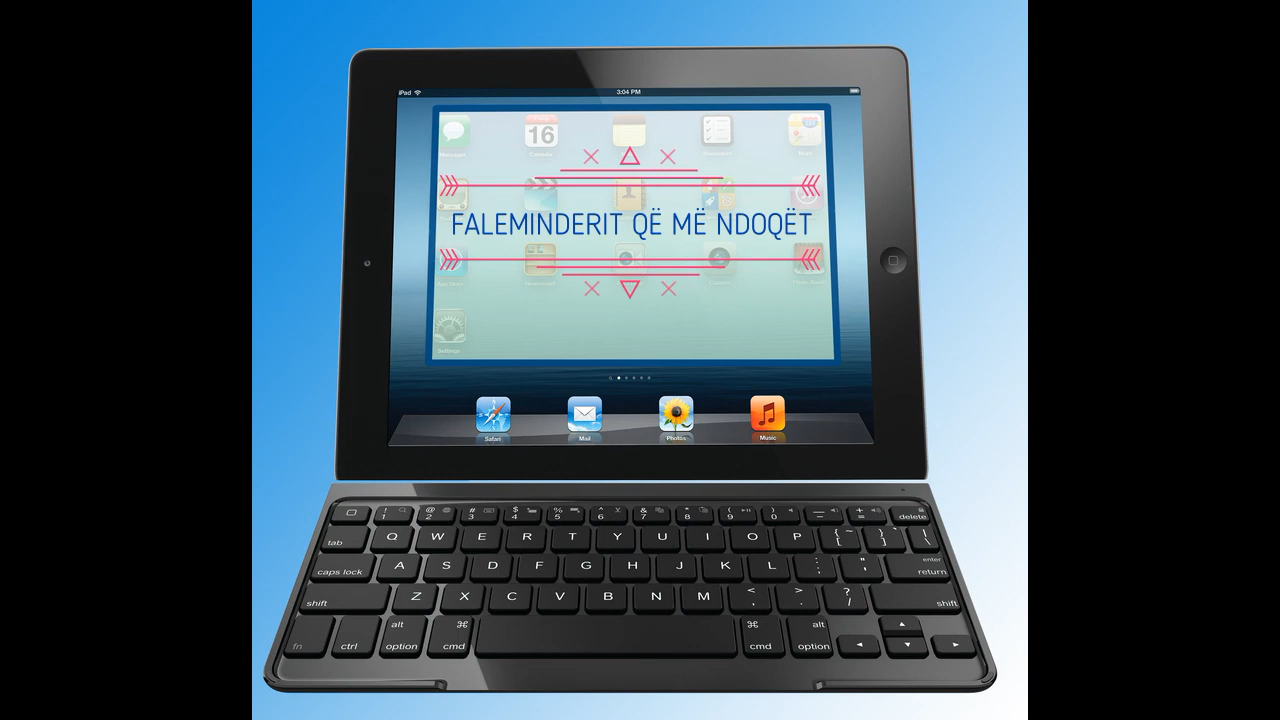 iPad 3:04 PM
16
FALEMINDERIT QË MË NDOQËT
Settings
Safari Mail Photos Music
! 1 @ 2 # 3 $ 4 % 5 ^ 6 & 7 * 8 ( 9 ) 0 — - + = delete
tab Q W E R T Y U I O P { [ } ] | \
caps lock A S D F G H J K L : ; " ' enter return
shift Z X C V B N M < , > . ? / shift
fn ctrl alt option ⌘ cmd ⌘ cmd alt option